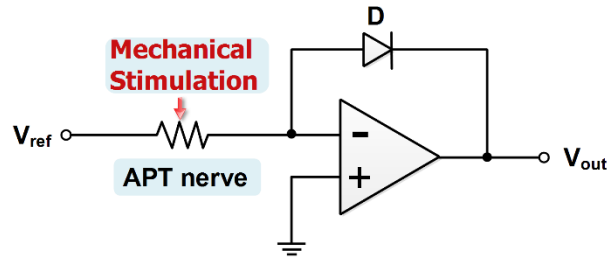 D
Mechanical
Stimulation
Vref
-
+
APT nerve
Vout